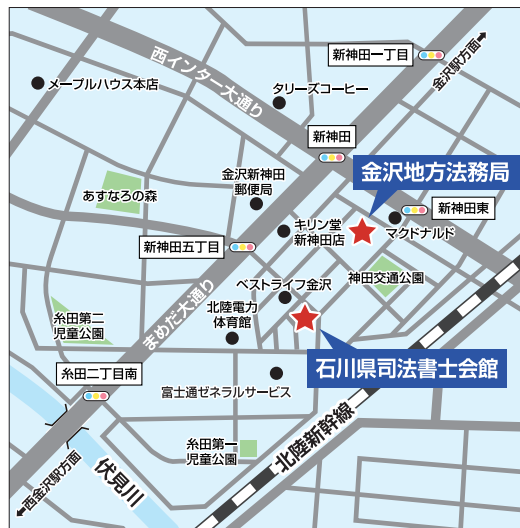 新神田一丁目
金沢駅方面
西インター大通り
メープルハウス本店
タリーズコーヒー
新神田
金沢地方法務局
金沢新神田
郵便局
あすなろの森
新神田東
キリン堂
新神田店
マクドナルド
新神田五丁目
神田交通公園
ベストライフ金沢
まめだ大通り
糸田第二
児童公園
北陸電力
体育館
石川県司法書士会館
糸田二丁目南
富士通ゼネラルサービス
北陸新幹線
糸田第一
児童公園
伏見川
西金沢駅方面